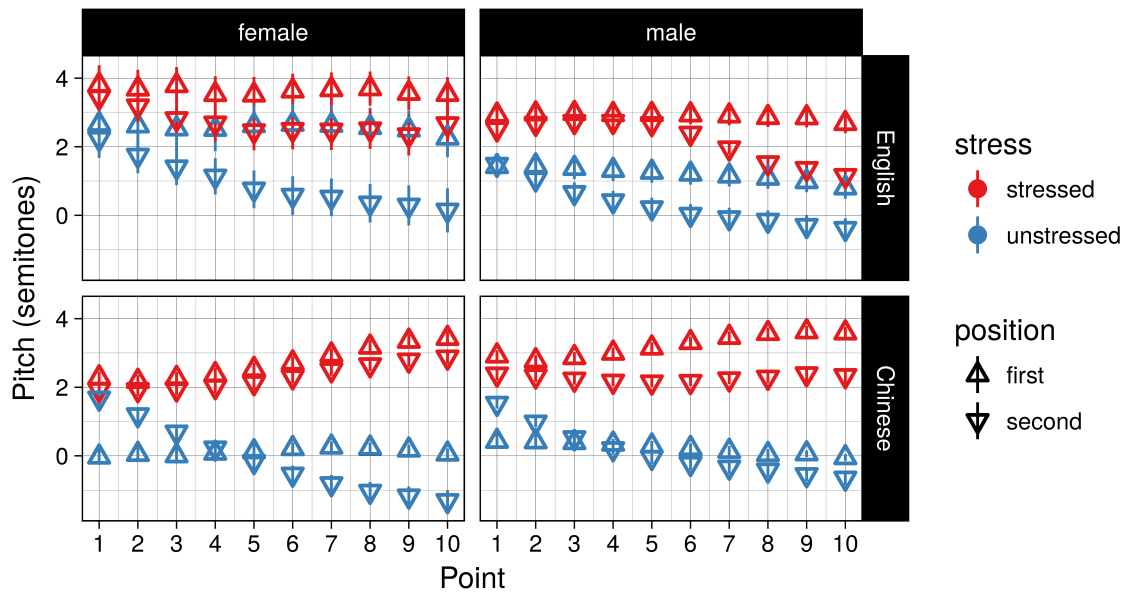 female
male
4
2
0
English
Pitch (semitones)
4
2
0
Chinese
1 2 3 4 5 6 7 8 9 10
1 2 3 4 5 6 7 8 9 10
Point
stress
stressed
unstressed
position
first
second